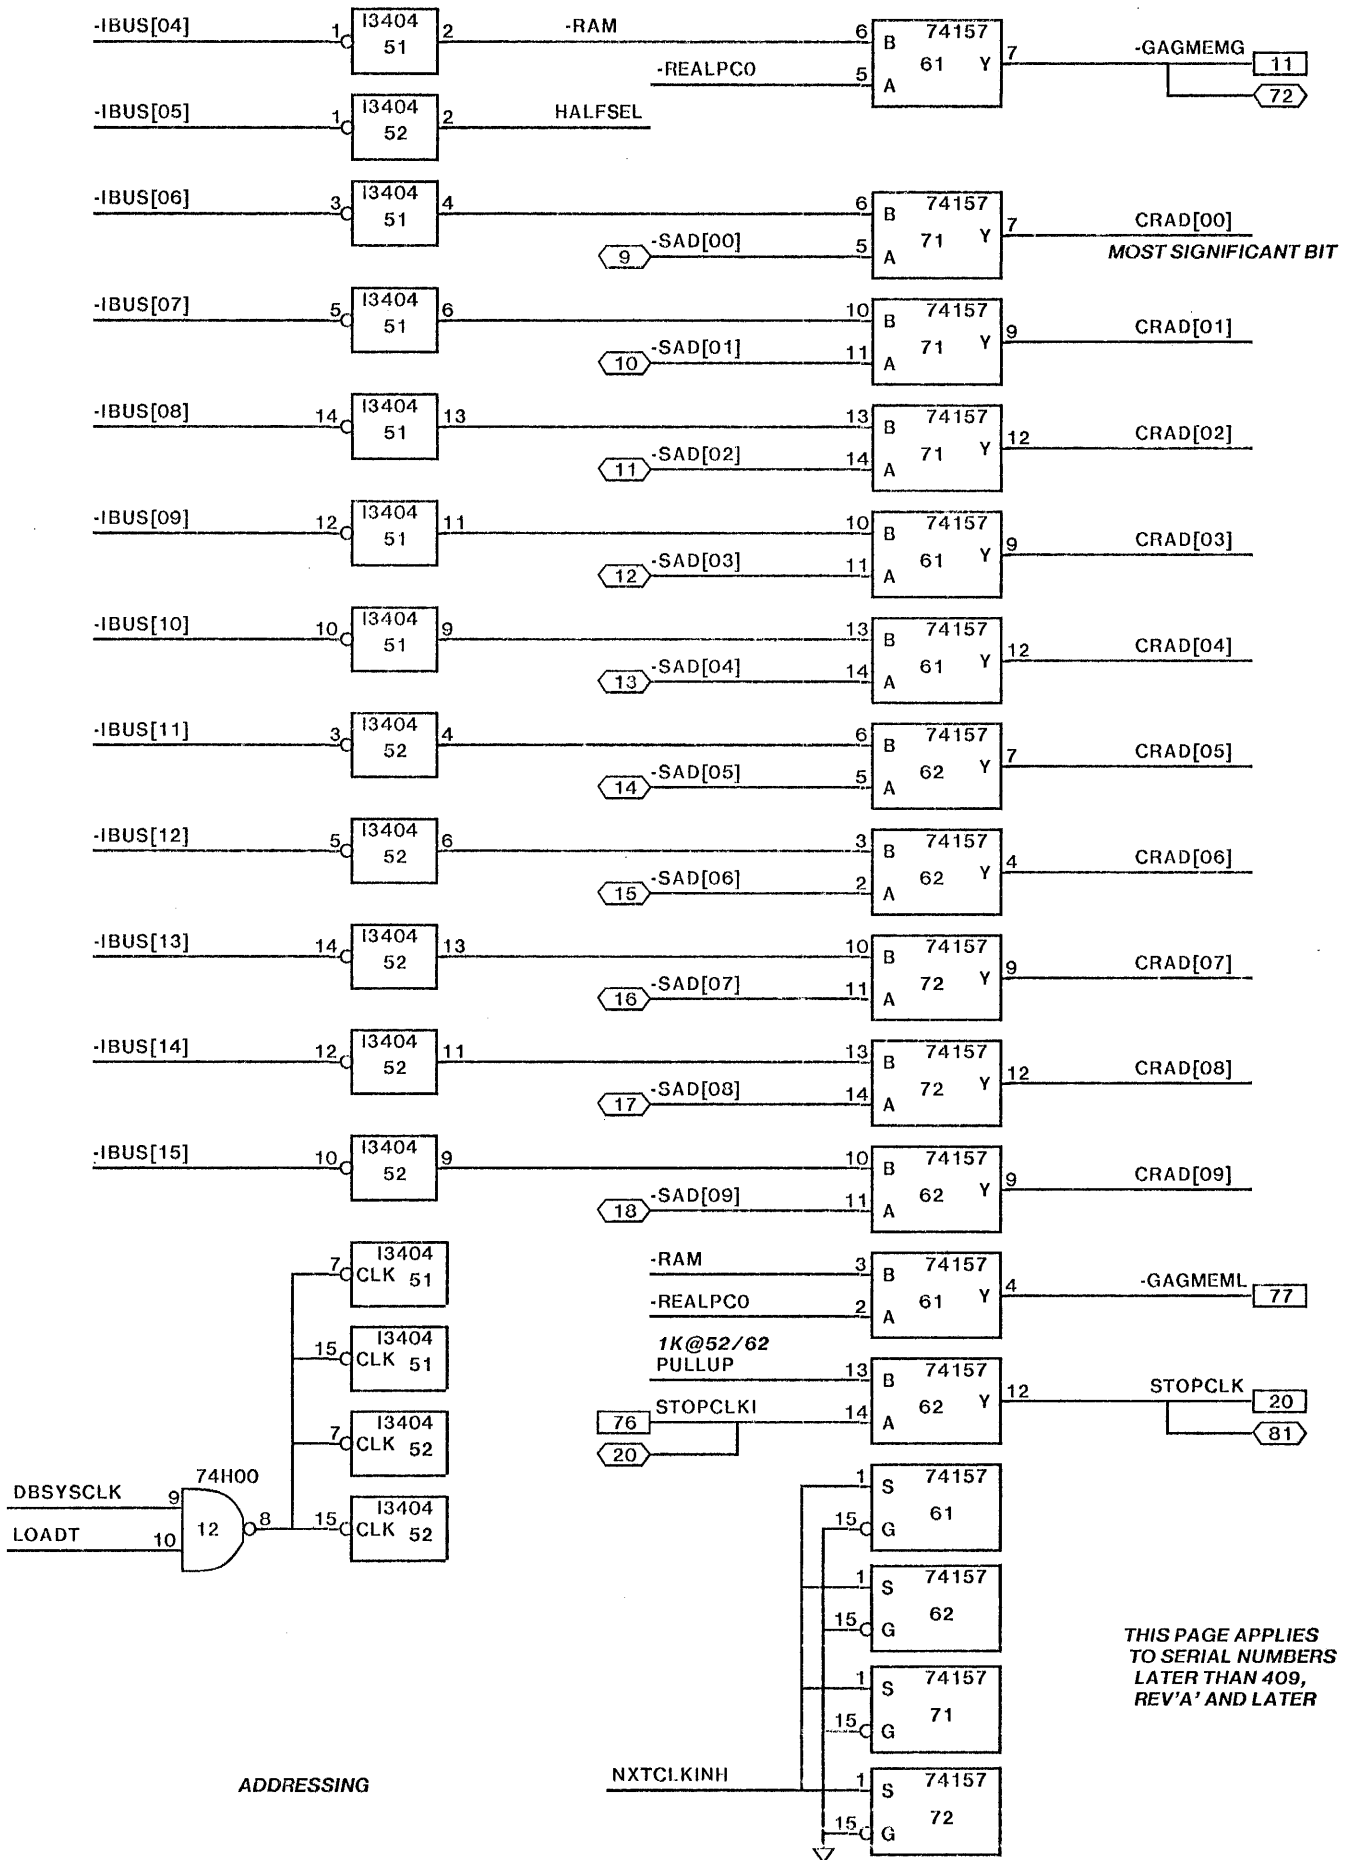 -IBUS[04] 1 I3404 51 2 -RAM 6 B 74157 61 Y 7 -GAGMEMG 11
-REALPC0 5 A 72
-IBUS[05] 1 I3404 52 2 HALFSEL
-IBUS[06] 3 I3404 51 4 6 B 74157 71 Y 7 CRAD[00]
9 -SAD[00] 5 A MOST SIGNIFICANT BIT
-IBUS[07] 5 I3404 51 6 10 B 74157 71 Y 9 CRAD[01]
10 -SAD[01] 11 A
-IBUS[08] 14 I3404 51 13 13 B 74157 71 Y 12 CRAD[02]
11 -SAD[02] 14 A
-IBUS[09] 12 I3404 51 11 10 B 74157 61 Y 9 CRAD[03]
12 -SAD[03] 11 A
-IBUS[10] 10 I3404 51 9 13 B 74157 61 Y 12 CRAD[04]
13 -SAD[04] 14 A
-IBUS[11] 3 I3404 52 4 6 B 74157 62 Y 7 CRAD[05]
14 -SAD[05] 5 A
-IBUS[12] 5 I3404 52 6 3 B 74157 62 Y 4 CRAD[06]
15 -SAD[06] 2 A
-IBUS[13] 14 I3404 52 13 10 B 74157 72 Y 9 CRAD[07]
16 -SAD[07] 11 A
-IBUS[14] 12 I3404 52 11 13 B 74157 72 Y 12 CRAD[08]
17 -SAD[08] 14 A
-IBUS[15] 10 I3404 52 9 10 B 74157 62 Y 9 CRAD[09]
18 -SAD[09] 11 A
7 CLK I3404 51 -RAM 3 B 74157 61 Y 4 -GAGMEML 77
-REALPC0 2 A
15 CLK I3404 51 1K@52/62
PULLUP 13 B 74157 62 Y 12 STOPCLK 20
76 STOPCLKI 14 A 81
20
7 CLK I3404 52
74H00
DBSYSCLK 9 12 8 15 CLK I3404 52
LOADT 10
1 S 74157 61
15 G
1 S 74157 62
15 G
THIS PAGE APPLIES
TO SERIAL NUMBERS
LATER THAN 409,
REV'A' AND LATER
1 S 74157 71
15 G
ADDRESSING
NXTCLKINH 1 S 74157 72
15 G